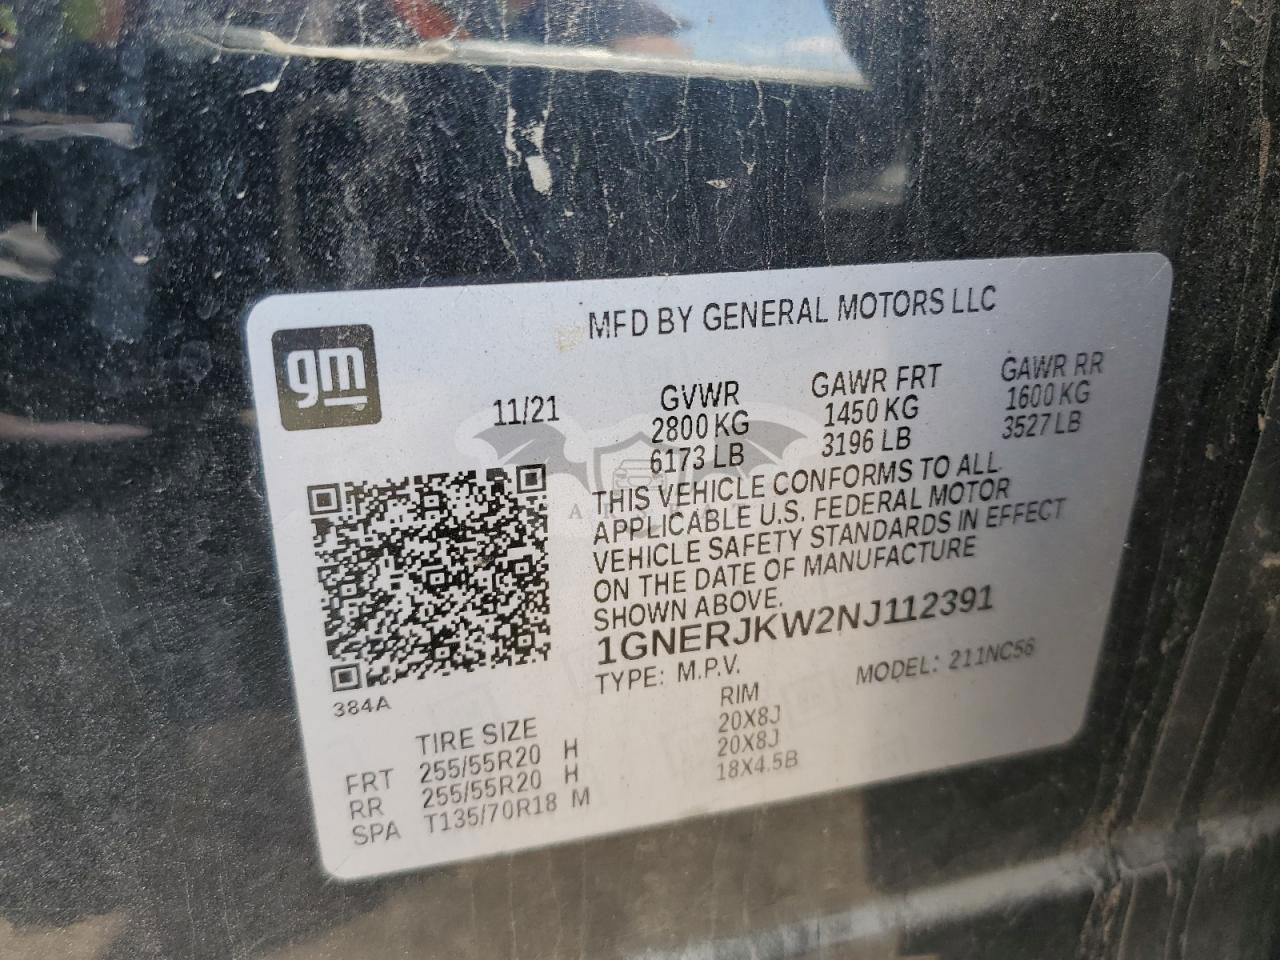 MFD BY GENERAL MOTORS LLC
gm
11/21 GVWR GAWR FRT GAWR RR
2800 KG 1450 KG 1600 KG
6173 LB 3196 LB 3527 LB
THIS VEHICLE CONFORMS TO ALL
APPLICABLE U.S. FEDERAL MOTOR
VEHICLE SAFETY STANDARDS IN EFFECT
ON THE DATE OF MANUFACTURE
SHOWN ABOVE.
1GNERJKW2NJ112391
TYPE: M.P.V. MODEL: 211NC56
384A
TIRE SIZE RIM
FRT 255/55R20 H 20X8J
RR 255/55R20 H 20X8J
SPA T135/70R18 M 18X4.5B